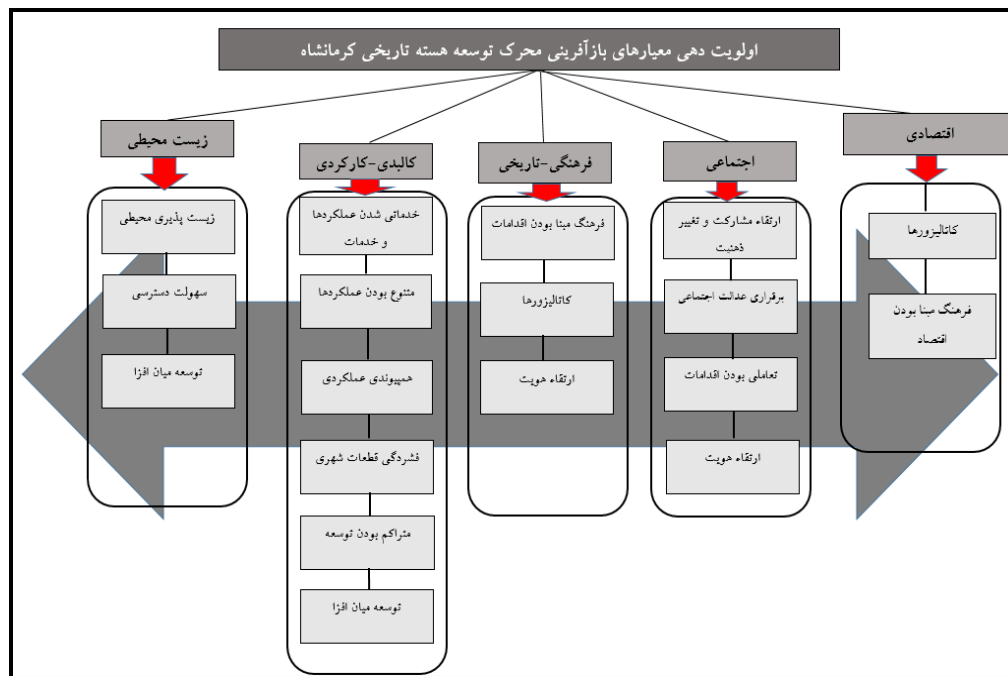 اولویت دهی معیارهای بازآفرینی محرک توسعه هسته تاریخی کرمانشاه
اقتصادی
کاتالیزورها
فرهنگ مبنا بودن
اقتصاد
اجتماعی
ارتقاء مشارکت و تغییر
ذهنیت
برقراری عدالت اجتماعی
تعاملی بودن اقدامات
ارتقاء هویت
فرهنگی-تاریخی
فرهنگ مبنا بودن اقدامات
کاتالیزورها
ارتقاء هویت
کالبدی-کارکردی
خدماتی شدن عملکردها
و خدمات
متنوع بودن عملکردها
همپیوندی عملکردی
فشردگی قطعات شهری
متراکم بودن توسعه
توسعه میان افزا
زیست محیطی
زیست پذیری محیطی
سهولت دسترسی
توسعه میان افزا